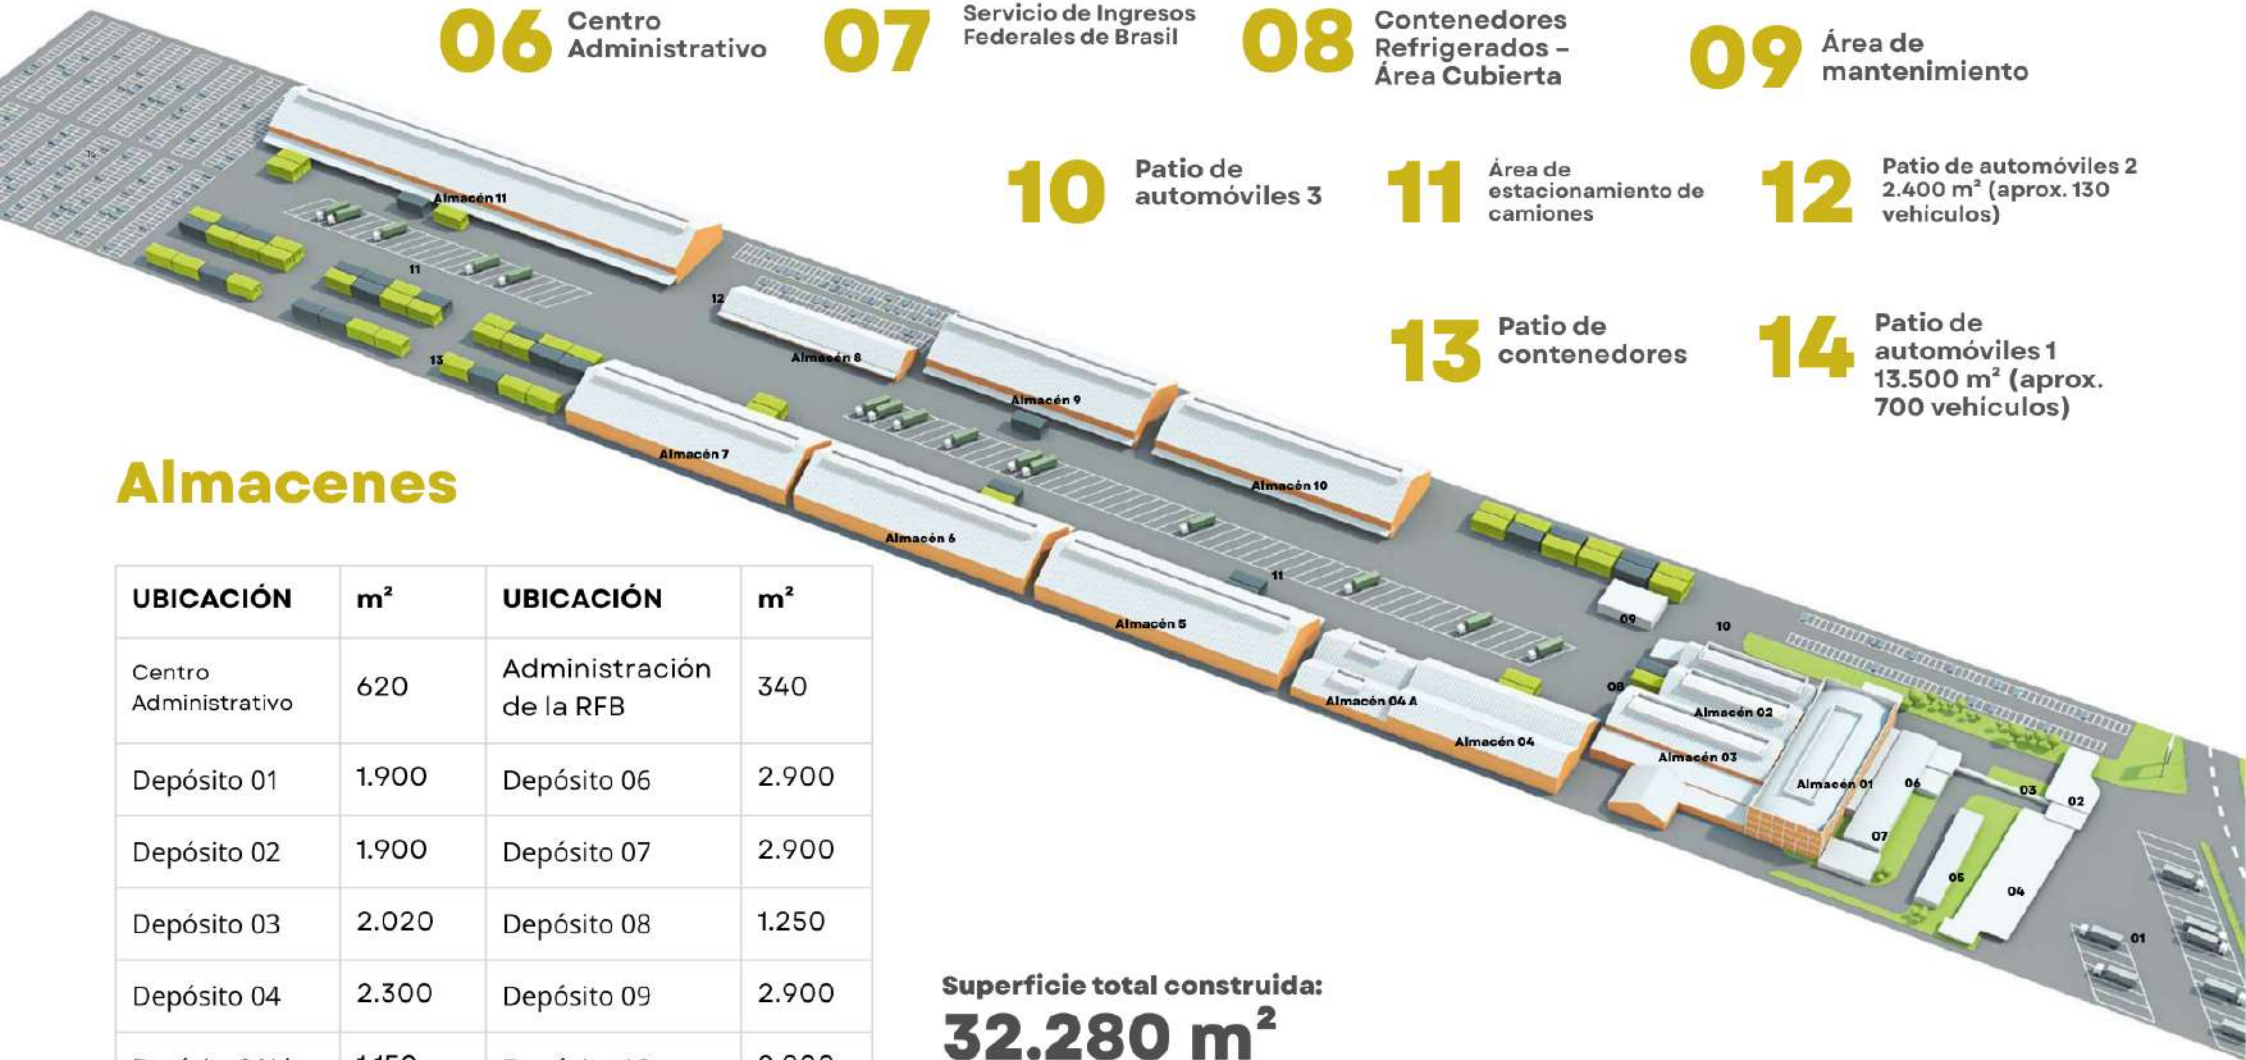 06 Centro
Administrativo
07 Servicio de Ingresos
Federales de Brasil
08 Contenedores
Refrigerados –
Área Cubierta
09 Área de
mantenimiento
10 Patio de
automóviles 3
11 Área de
estacionamiento de
camiones
12 Patio de automóviles 2
2.400 m² (aprox. 130
vehículos)
13 Patio de
contenedores
14 Patio de
automóviles 1
13.500 m² (aprox.
700 vehículos)
Almacén 11
11
12
Almacén 8
13
Almacén 9
Almacén 7
Almacén 10
Almacén 6
11
Almacén 5
09
10
08
Almacén 04 A
Almacén 02
Almacén 04
Almacén 03
Almacén 01
06
03
02
07
05
04
01
Almacenes
UBICACIÓN m² UBICACIÓN m²
Centro
Administrativo 620 Administración
de la RFB 340
Depósito 01 1.900 Depósito 06 2.900
Depósito 02 1.900 Depósito 07 2.900
Depósito 03 2.020 Depósito 08 1.250
Depósito 04 2.300 Depósito 09 2.900
Superficie total construida:
32.280 m²